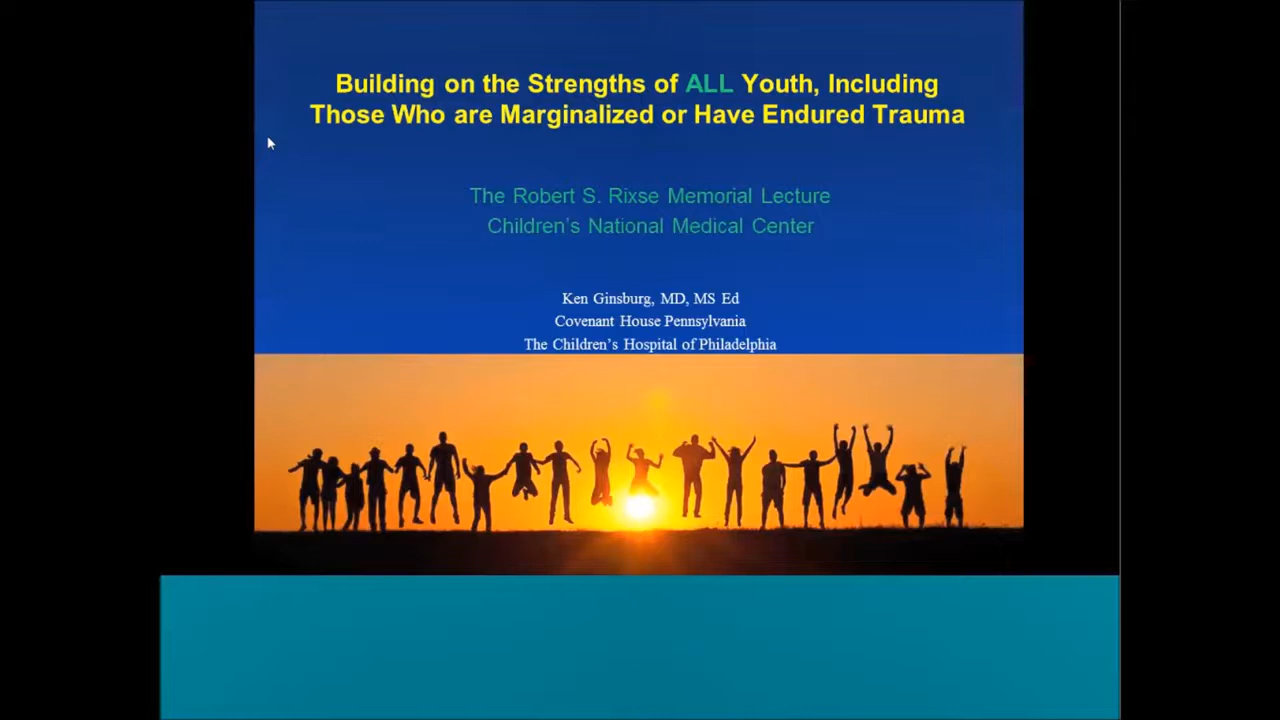 Building on the Strengths of ALL Youth, Including
Those Who are Marginalized or Have Endured Trauma
The Robert S. Rixse Memorial Lecture
Children’s National Medical Center
Ken Ginsburg, MD, MS Ed
Covenant House Pennsylvania
The Children’s Hospital of Philadelphia